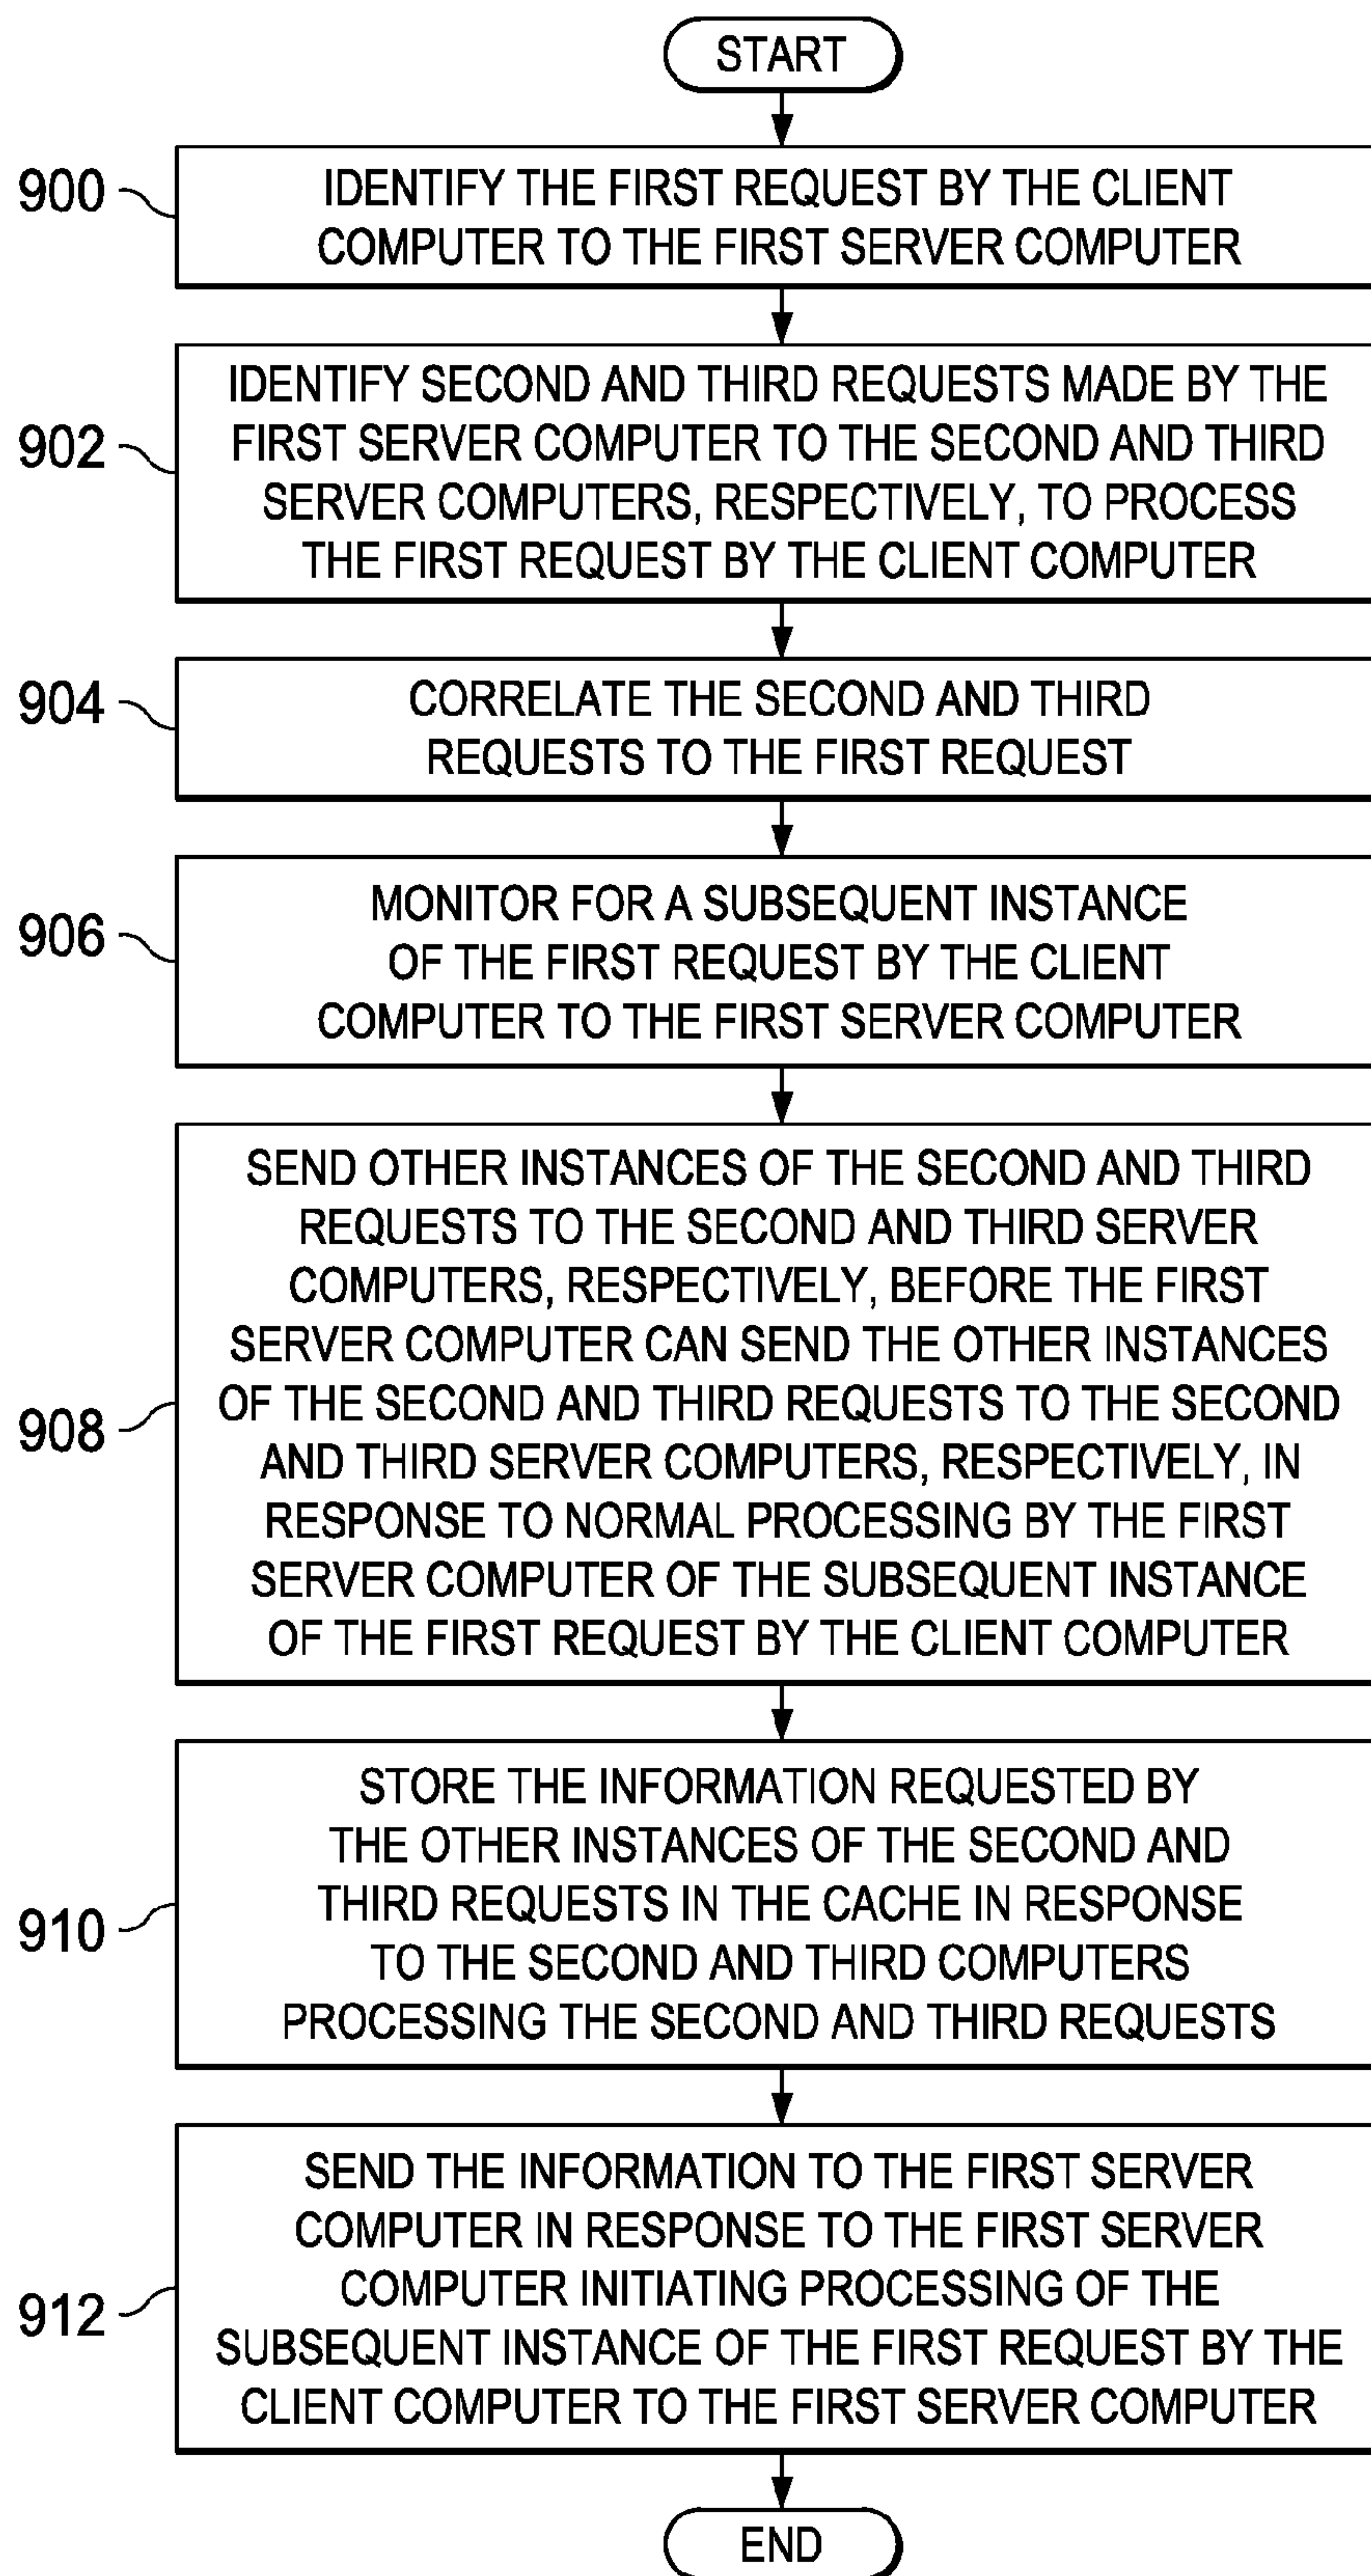 START
900
IDENTIFY THE FIRST REQUEST BY THE CLIENT
COMPUTER TO THE FIRST SERVER COMPUTER
902
IDENTIFY SECOND AND THIRD REQUESTS MADE BY THE
FIRST SERVER COMPUTER TO THE SECOND AND THIRD
SERVER COMPUTERS, RESPECTIVELY, TO PROCESS
THE FIRST REQUEST BY THE CLIENT COMPUTER
904
CORRELATE THE SECOND AND THIRD
REQUESTS TO THE FIRST REQUEST
906
MONITOR FOR A SUBSEQUENT INSTANCE
OF THE FIRST REQUEST BY THE CLIENT
COMPUTER TO THE FIRST SERVER COMPUTER
908
SEND OTHER INSTANCES OF THE SECOND AND THIRD
REQUESTS TO THE SECOND AND THIRD SERVER
COMPUTERS, RESPECTIVELY, BEFORE THE FIRST
SERVER COMPUTER CAN SEND THE OTHER INSTANCES
OF THE SECOND AND THIRD REQUESTS TO THE SECOND
AND THIRD SERVER COMPUTERS, RESPECTIVELY, IN
RESPONSE TO NORMAL PROCESSING BY THE FIRST
SERVER COMPUTER OF THE SUBSEQUENT INSTANCE
OF THE FIRST REQUEST BY THE CLIENT COMPUTER
910
STORE THE INFORMATION REQUESTED BY
THE OTHER INSTANCES OF THE SECOND AND
THIRD REQUESTS IN THE CACHE IN RESPONSE
TO THE SECOND AND THIRD COMPUTERS
PROCESSING THE SECOND AND THIRD REQUESTS
912
SEND THE INFORMATION TO THE FIRST SERVER
COMPUTER IN RESPONSE TO THE FIRST SERVER
COMPUTER INITIATING PROCESSING OF THE
SUBSEQUENT INSTANCE OF THE FIRST REQUEST BY THE
CLIENT COMPUTER TO THE FIRST SERVER COMPUTER
END